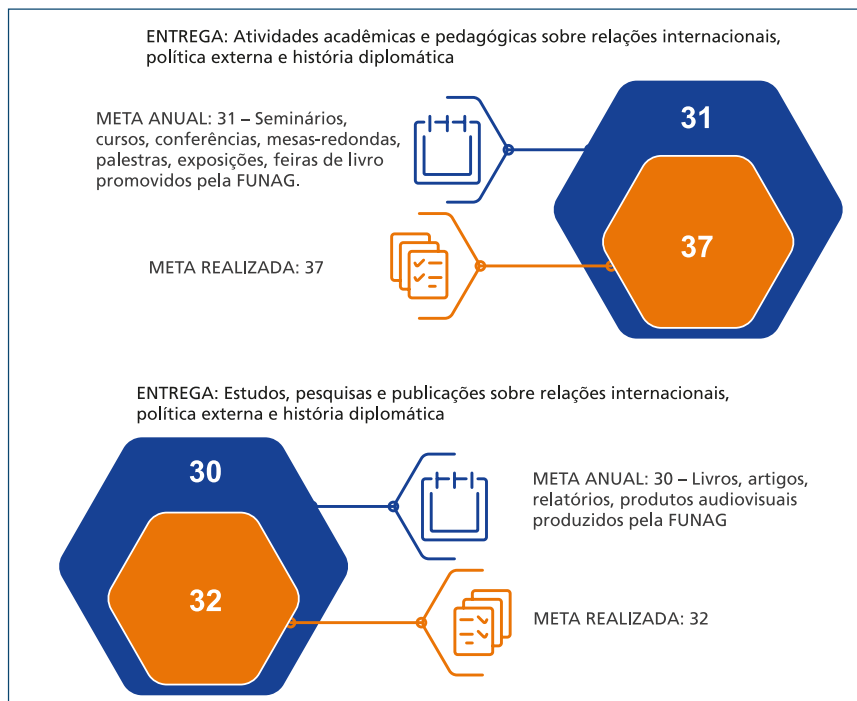 ENTREGA: Atividades acadêmicas e pedagógicas sobre relações internacionais,
política externa e história diplomática
META ANUAL: 31 – Seminários,
cursos, conferências, mesas-redondas,
palestras, exposições, feiras de livro
promovidos pela FUNAG.
31
META REALIZADA: 37
37
ENTREGA: Estudos, pesquisas e publicações sobre relações internacionais,
política externa e história diplomática
30
META ANUAL: 30 – Livros, artigos,
relatórios, produtos audiovisuais
produzidos pela FUNAG
32
META REALIZADA: 32